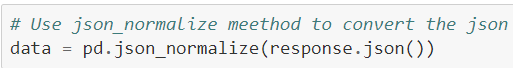 # Use json_normalize meethod to convert the json
data = pd.json_normalize(response.json())